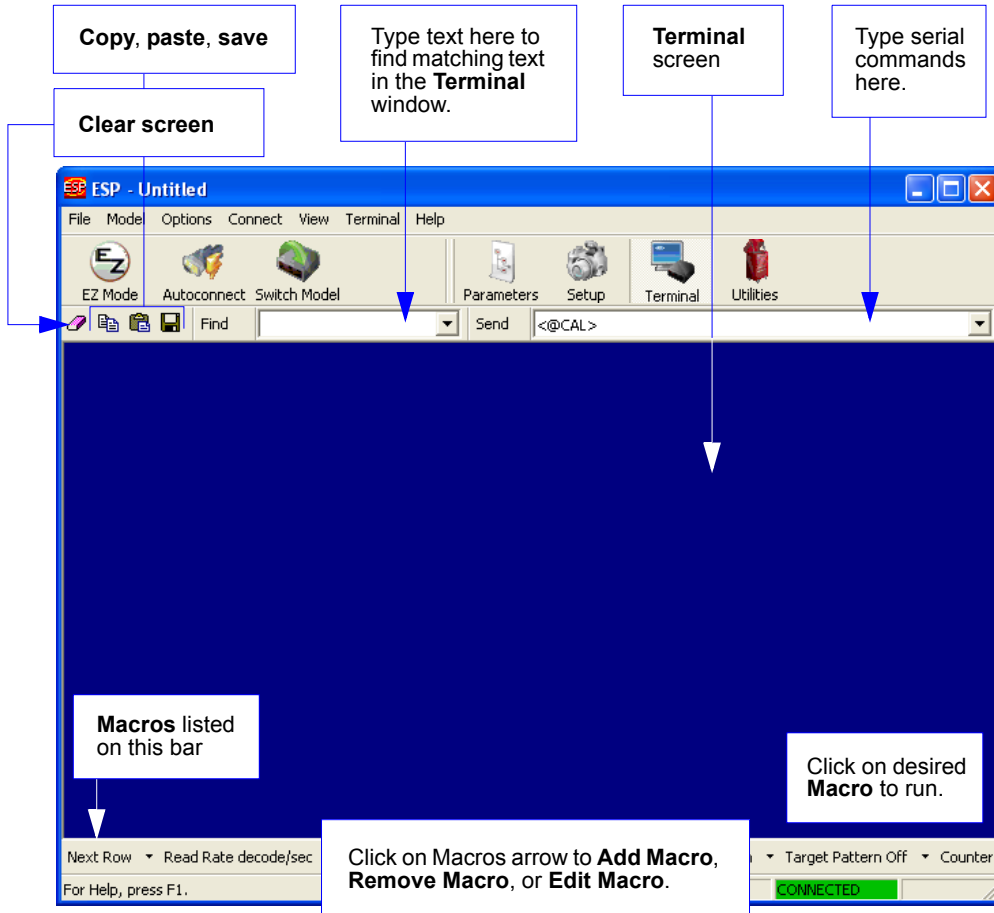 Copy, paste, save
Clear screen
Type text here to
find matching text
in the Terminal
window.
Terminal
screen
Type serial
commands
here.
ESP - Untitled
File Model Options Connect View Terminal Help
EZ Mode Autoconnect Switch Model Parameters Setup Terminal Utilities
Find Send <@CAL>
Macros listed
on this bar
Click on desired
Macro to run.
Next Row Read Rate decode/sec Target Pattern Off Counter
Click on Macros arrow to Add Macro,
Remove Macro, or Edit Macro.
For Help, press F1. CONNECTED